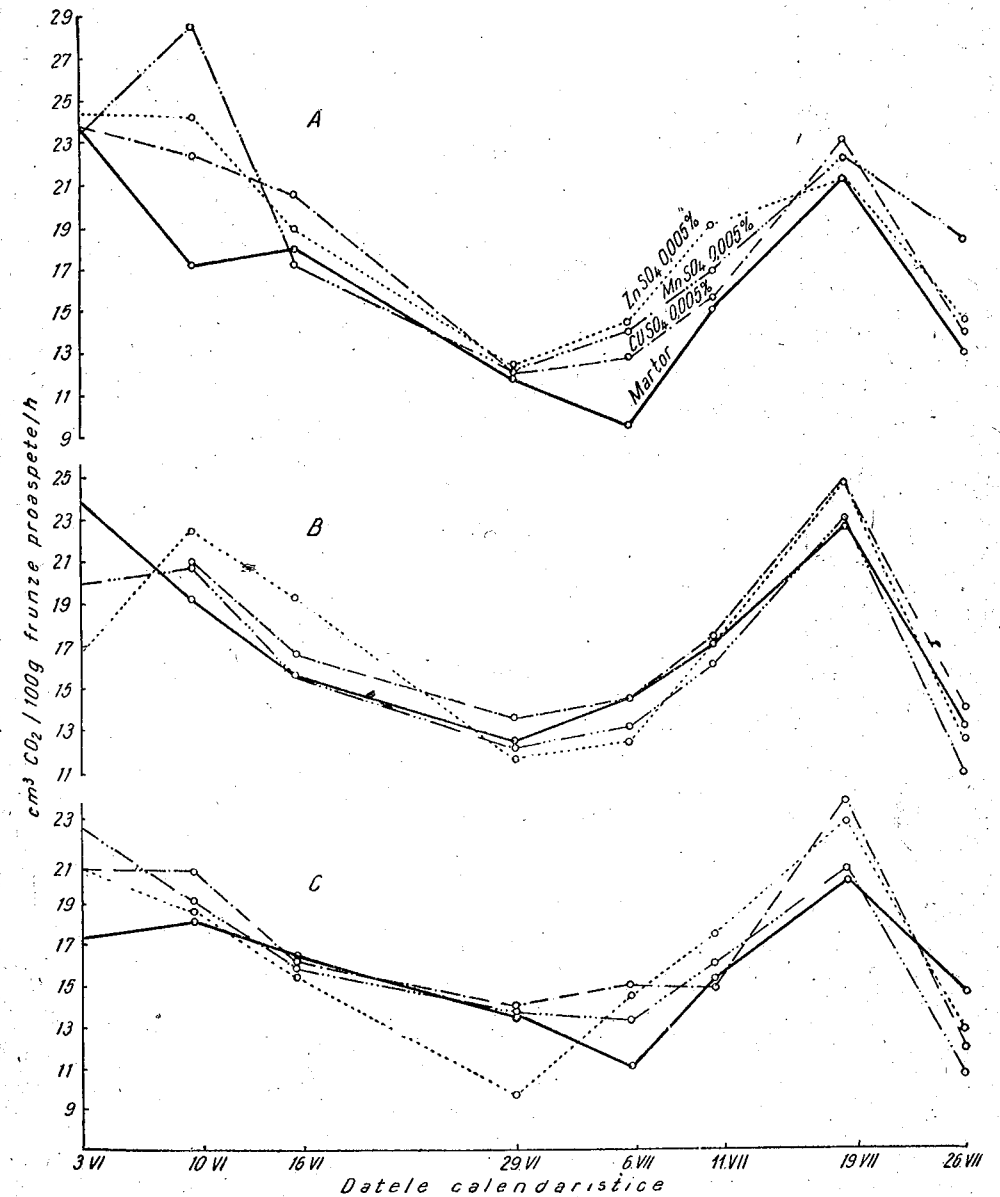 29
27
25
23
21
19
17
15
13
11
9
A
ZnSO4 0,005%
MnSO4 0,005%
CUSO4 0,005%
Martor
cm³ CO2 / 100g frunze proaspete/h
25
23
21
19
17
15
13
11
B
23
21
19
17
15
13
11
9
C
3 VI 10 VI 16 VI 29 VI 6.VII 11.VII 19 VII 26.VII
Datele calendaristice